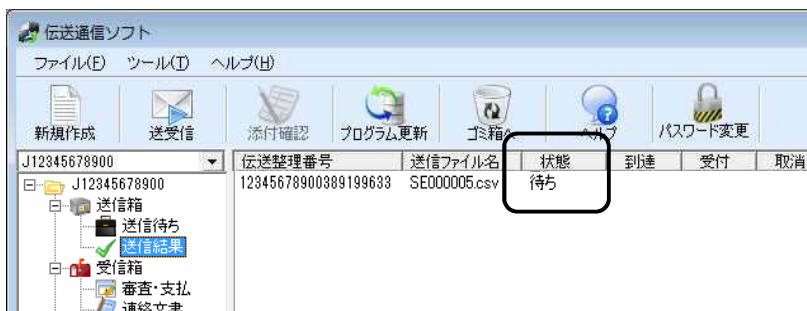 伝送通信ソフト
ファイル(F) ツール(T) ヘルプ(H)
新規作成 送受信 添付確認 プログラム更新 ゴミ箱へ ヘルプ パスワード変更
J12345678900 伝送整理番号 送信ファイル名 状態 到達 受付 取消
J12345678900 12345678900389199633 SE000005.csv 待ち
送信箱
送信待ち
送信結果
受信箱
審査・支払
連絡文書